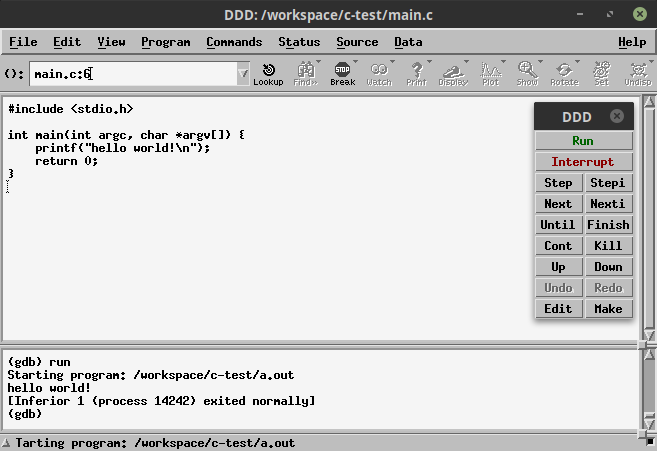 DDD: /workspace/c-test/main.c
File Edit View Program Commands Status Source Data Help
(): main.c:6
Lookup Find>> Break Watch Print Display Plot Show Rotate Set Undisp
#include <stdio.h>
int main(int argc, char *argv[]) {
    printf("hello world!\n");
    return 0;
}
DDD
Run
Interrupt
Step Stepi
Next Nexti
Until Finish
Cont Kill
Up Down
Undo Redo
Edit Make
(gdb) run
Starting program: /workspace/c-test/a.out
hello world!
[Inferior 1 (process 14242) exited normally]
(gdb)
Tarting program: /workspace/c-test/a.out